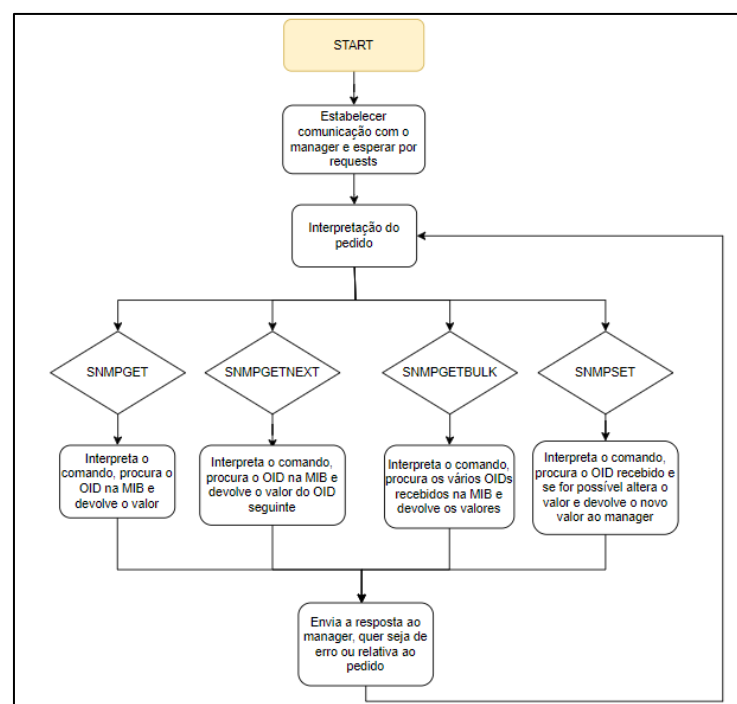 START
Estabelecer
comunicação com o
manager e esperar por
requests
Interpretação do
pedido
SNMPGET
SNMPGETNEXT
SNMPGETBULK
SNMPSET
Interpreta o
comando, procura o
OID na MIB e
devolve o valor
Interpreta o comando,
procura o OID na MIB e
devolve o valor do OID
seguinte
Interpreta o comando,
procura os vários OIDs
recebidos na MIB e
devolve os valores
Interpreta o comando,
procura o OID recebido e
se for possível altera o
valor e devolve o novo
valor ao manager
Envia a resposta ao
manager, quer seja de
erro ou relativa ao
pedido